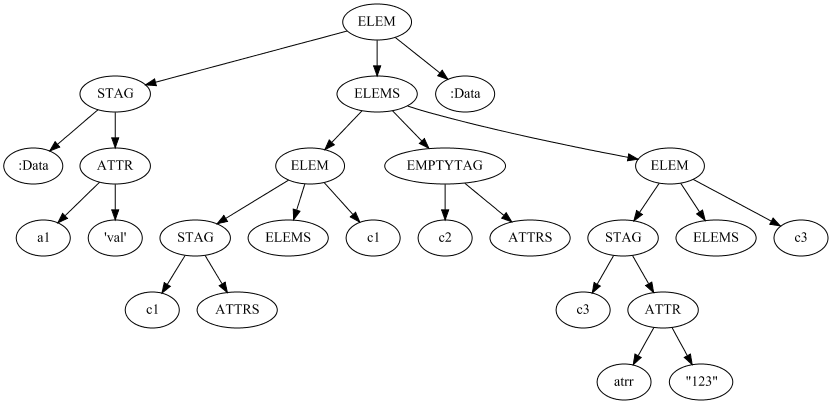 ELEM
STAG ELEMS :Data
:Data ATTR ELEM EMPTYTAG ELEM
a1 'val' STAG ELEMS c1 c2 ATTRS STAG ELEMS c3
c1 ATTRS c3 ATTR
atrr "123"